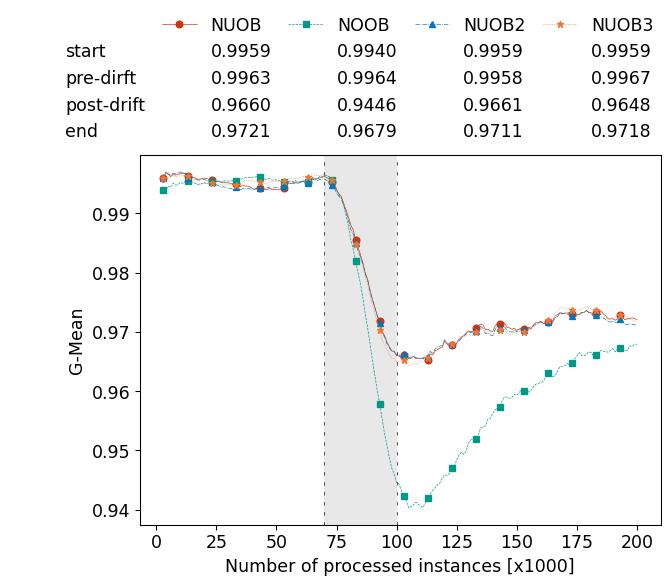 NUOB NOOB NUOB2 NUOB3
start 0.9959 0.9940 0.9959 0.9959
pre-dirft 0.9963 0.9964 0.9958 0.9967
post-drift 0.9660 0.9446 0.9661 0.9648
end 0.9721 0.9679 0.9711 0.9718
0.99
0.98
0.97
0.96
0.95
0.94
G-Mean
0 25 50 75 100 125 150 175 200
Number of processed instances [x1000]